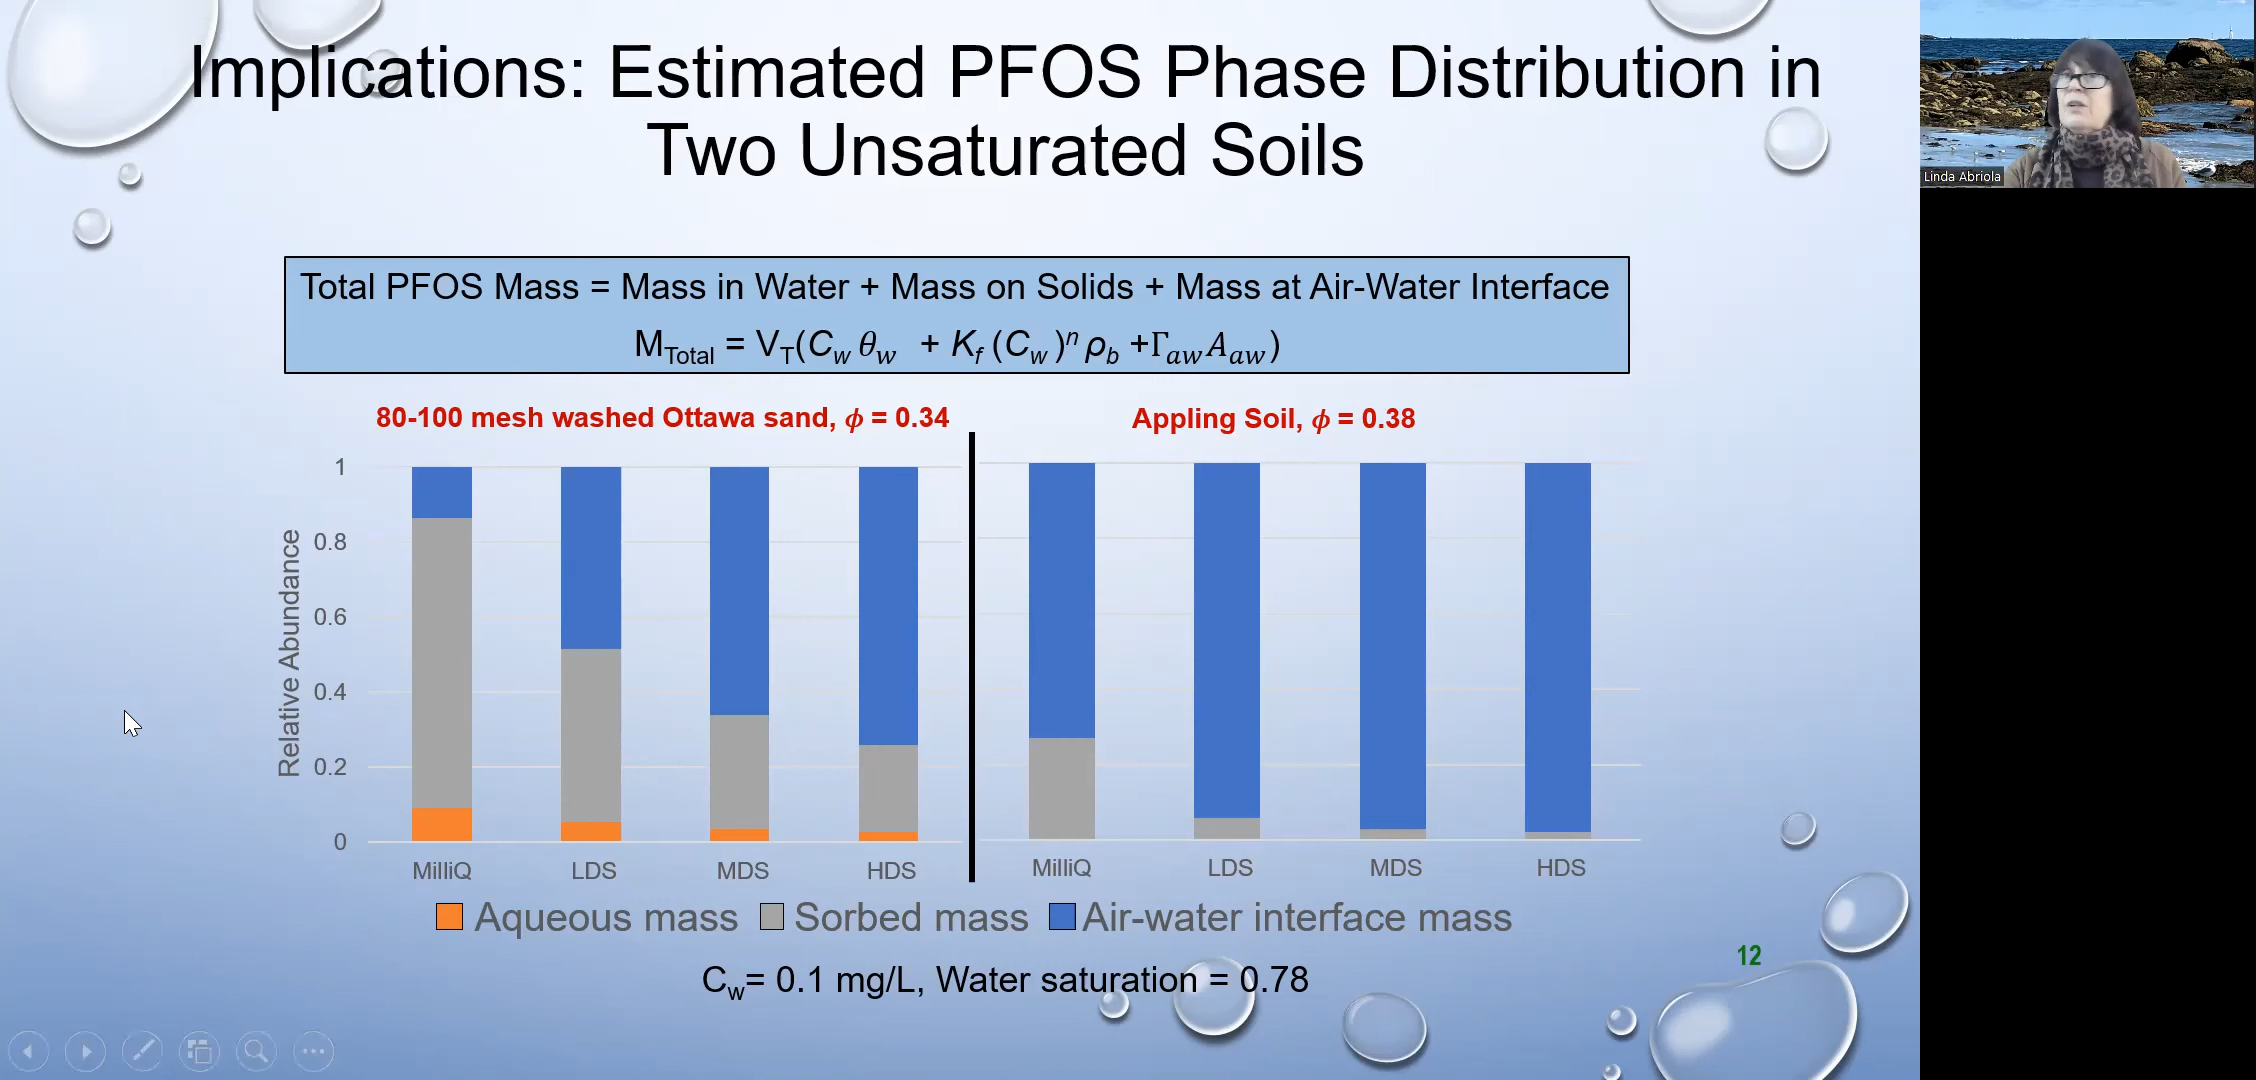 Implications: Estimated PFOS Phase Distribution in
Two Unsaturated Soils
Linda Abriola
Total PFOS Mass = Mass in Water + Mass on Solids + Mass at Air-Water Interface
M_Total = V_T(C_w θ_w + K_f (C_w)^n ρ_b +Γ_aw A_aw)
80-100 mesh washed Ottawa sand, ϕ = 0.34
Appling Soil, ϕ = 0.38
Relative Abundance
1
0.8
0.6
0.4
0.2
0
MilliQ LDS MDS HDS
MilliQ LDS MDS HDS
Aqueous mass Sorbed mass Air-water interface mass
C_w= 0.1 mg/L, Water saturation = 0.78
12